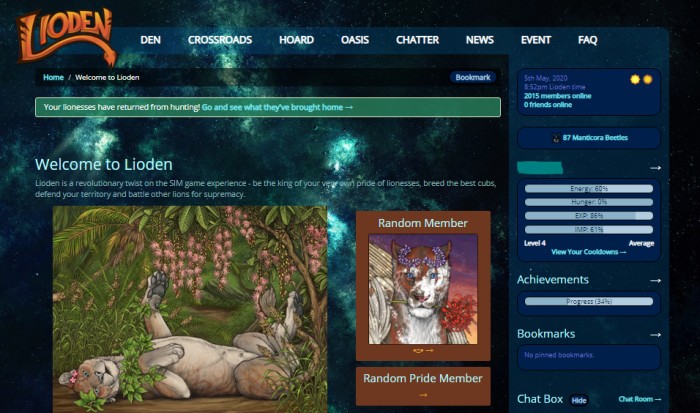 LIODEN
DEN CROSSROADS HOARD OASIS CHATTER NEWS EVENT FAQ
Home / Welcome to Lioden
Bookmark
Your lionesses have returned from hunting! Go and see what they've brought home →
Welcome to Lioden
Lioden is a revolutionary twist on the SIM game experience - be the king of your very own pride of lionesses, breed the best cubs,
defend your territory and battle other lions for supremacy.
Random Member
→
Random Pride Member
→
5th May, 2020
8:52pm Lioden time
2015 members online
0 friends online
87 Manticora Beetles
→
Energy: 60%
Hunger: 0%
EXP: 86%
IMP: 61%
Level 4 Average
View Your Cooldowns →
Achievements →
Progress (34%)
Bookmarks →
No pinned bookmarks.
Chat Box Hide Chat Room →